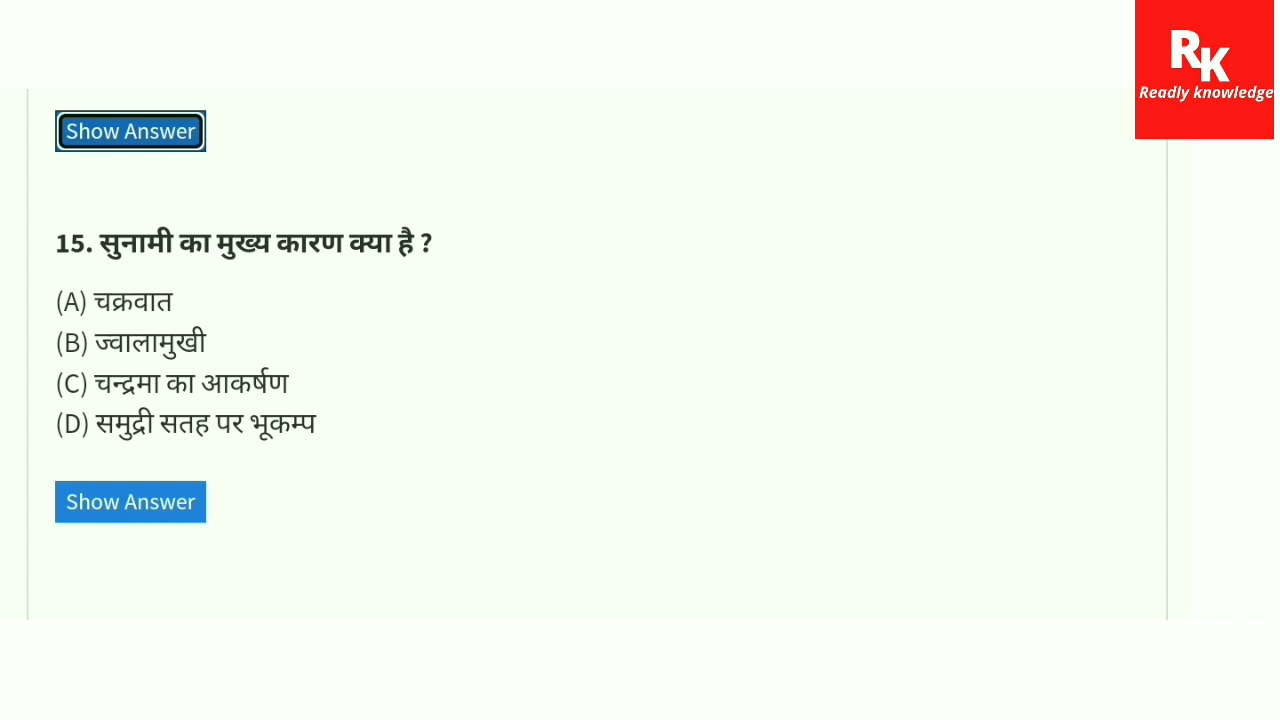 RK
Readly knowledge
Show Answer
15. सुनामी का मुख्य कारण क्या है ?
(A) चक्रवात
(B) ज्वालामुखी
(C) चन्द्रमा का आकर्षण
(D) समुद्री सतह पर भूकम्प
Show Answer